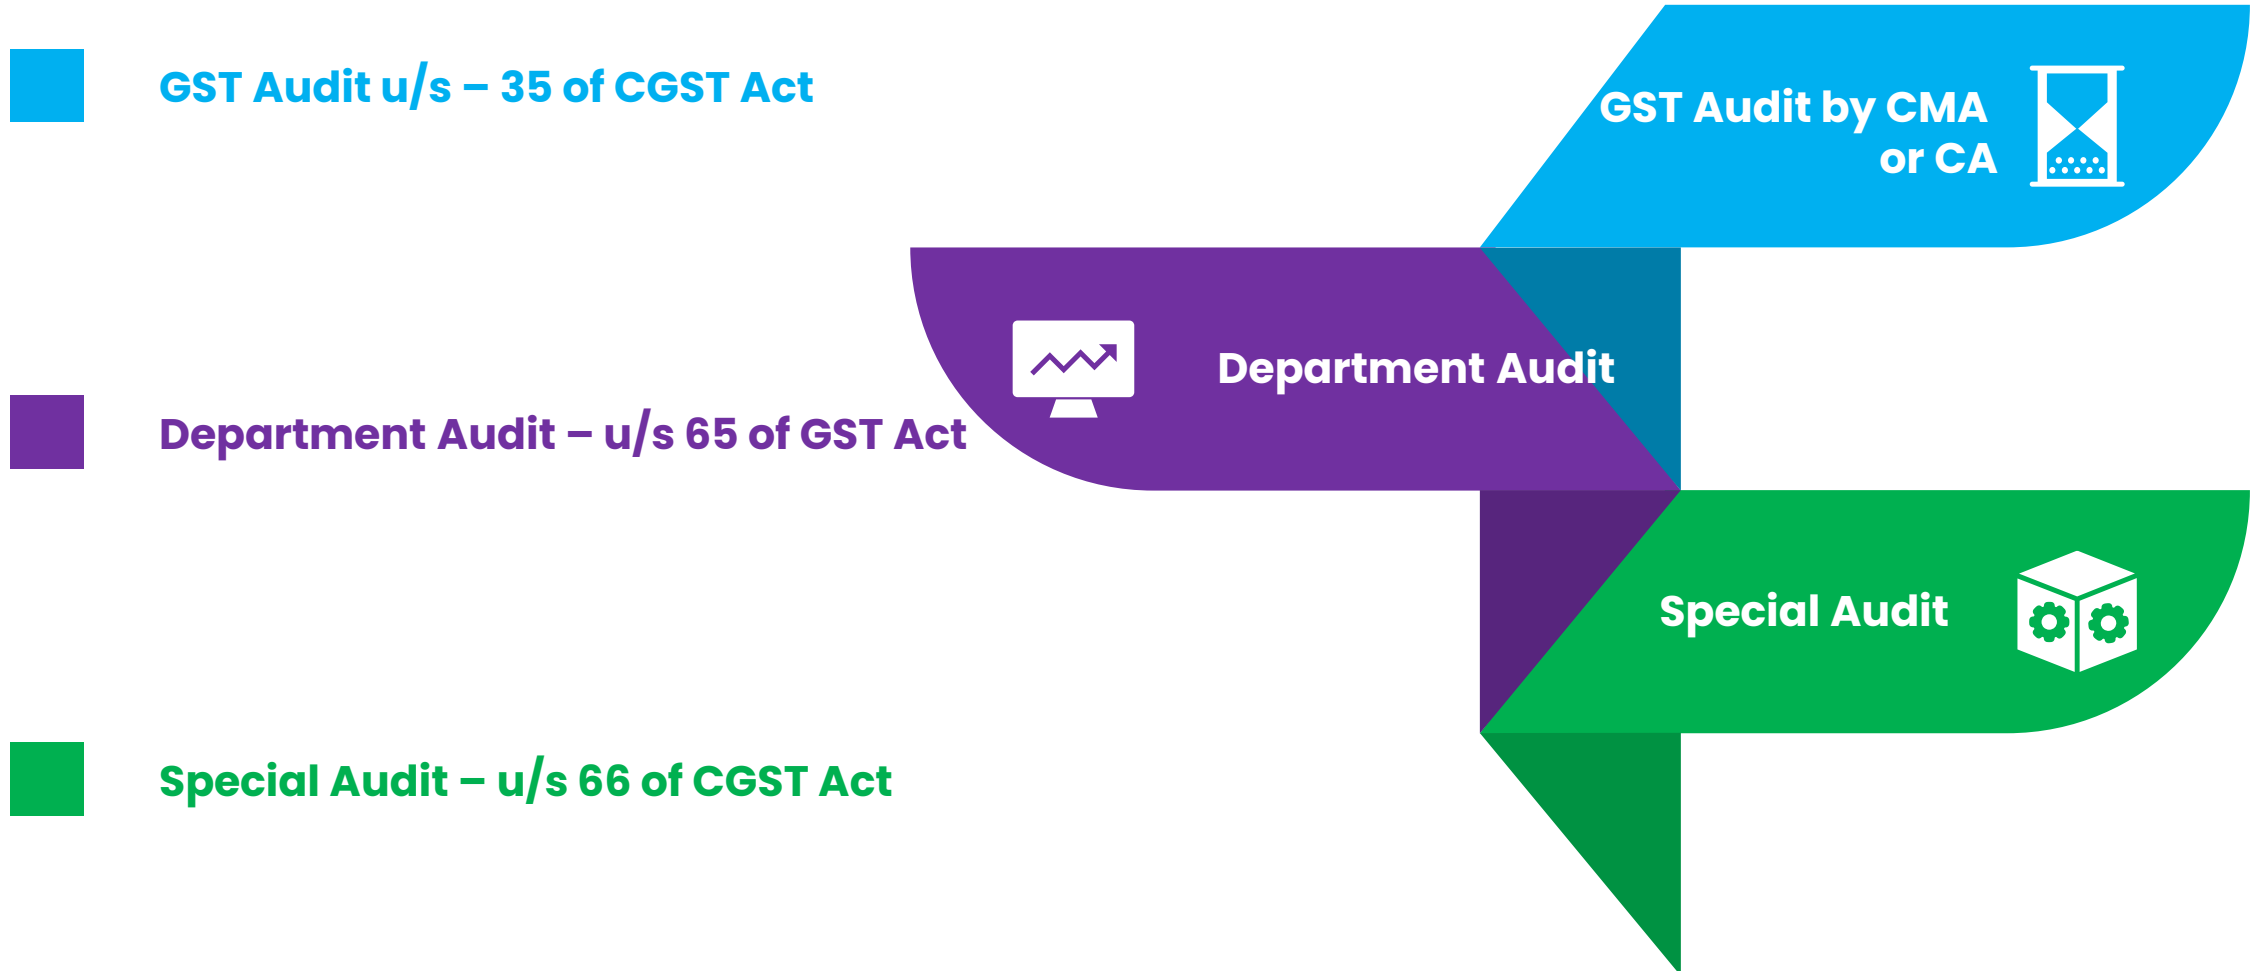 GST Audit u/s – 35 of CGST Act
GST Audit by CMA
or CA
Department Audit
Department Audit – u/s 65 of GST Act
Special Audit
Special Audit – u/s 66 of CGST Act